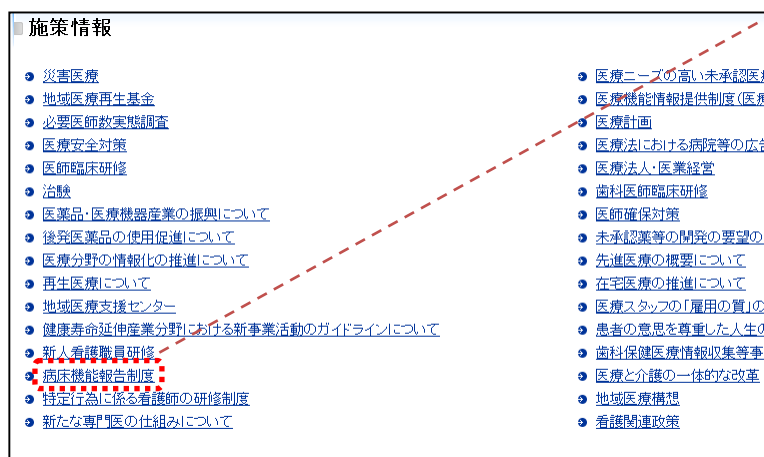 施策情報
災害医療
地域医療再生基金
必要医師数実態調査
医療安全対策
医師臨床研修
治験
医薬品・医療機器産業の振興について
後発医薬品の使用促進について
医療分野の情報化の推進について
再生医療について
地域医療支援センター
健康寿命延伸産業分野における新事業活動のガイドラインについて
新人看護職員研修
病床機能報告制度
特定行為に係る看護師の研修制度
新たな専門医の仕組みについて
医療ニーズの高い未承認医
医療機能情報提供制度(医
医療計画
医療法における病院等の広
医療法人・医業経営
歯科医師臨床研修
医師確保対策
未承認薬等の開発の要望の
先進医療の概要について
在宅医療の推進について
医療スタッフの「雇用の質」の
患者の意思を尊重した人生の
歯科保健医療情報収集等事
医療と介護の一体的な改革
地域医療構想
看護関連政策